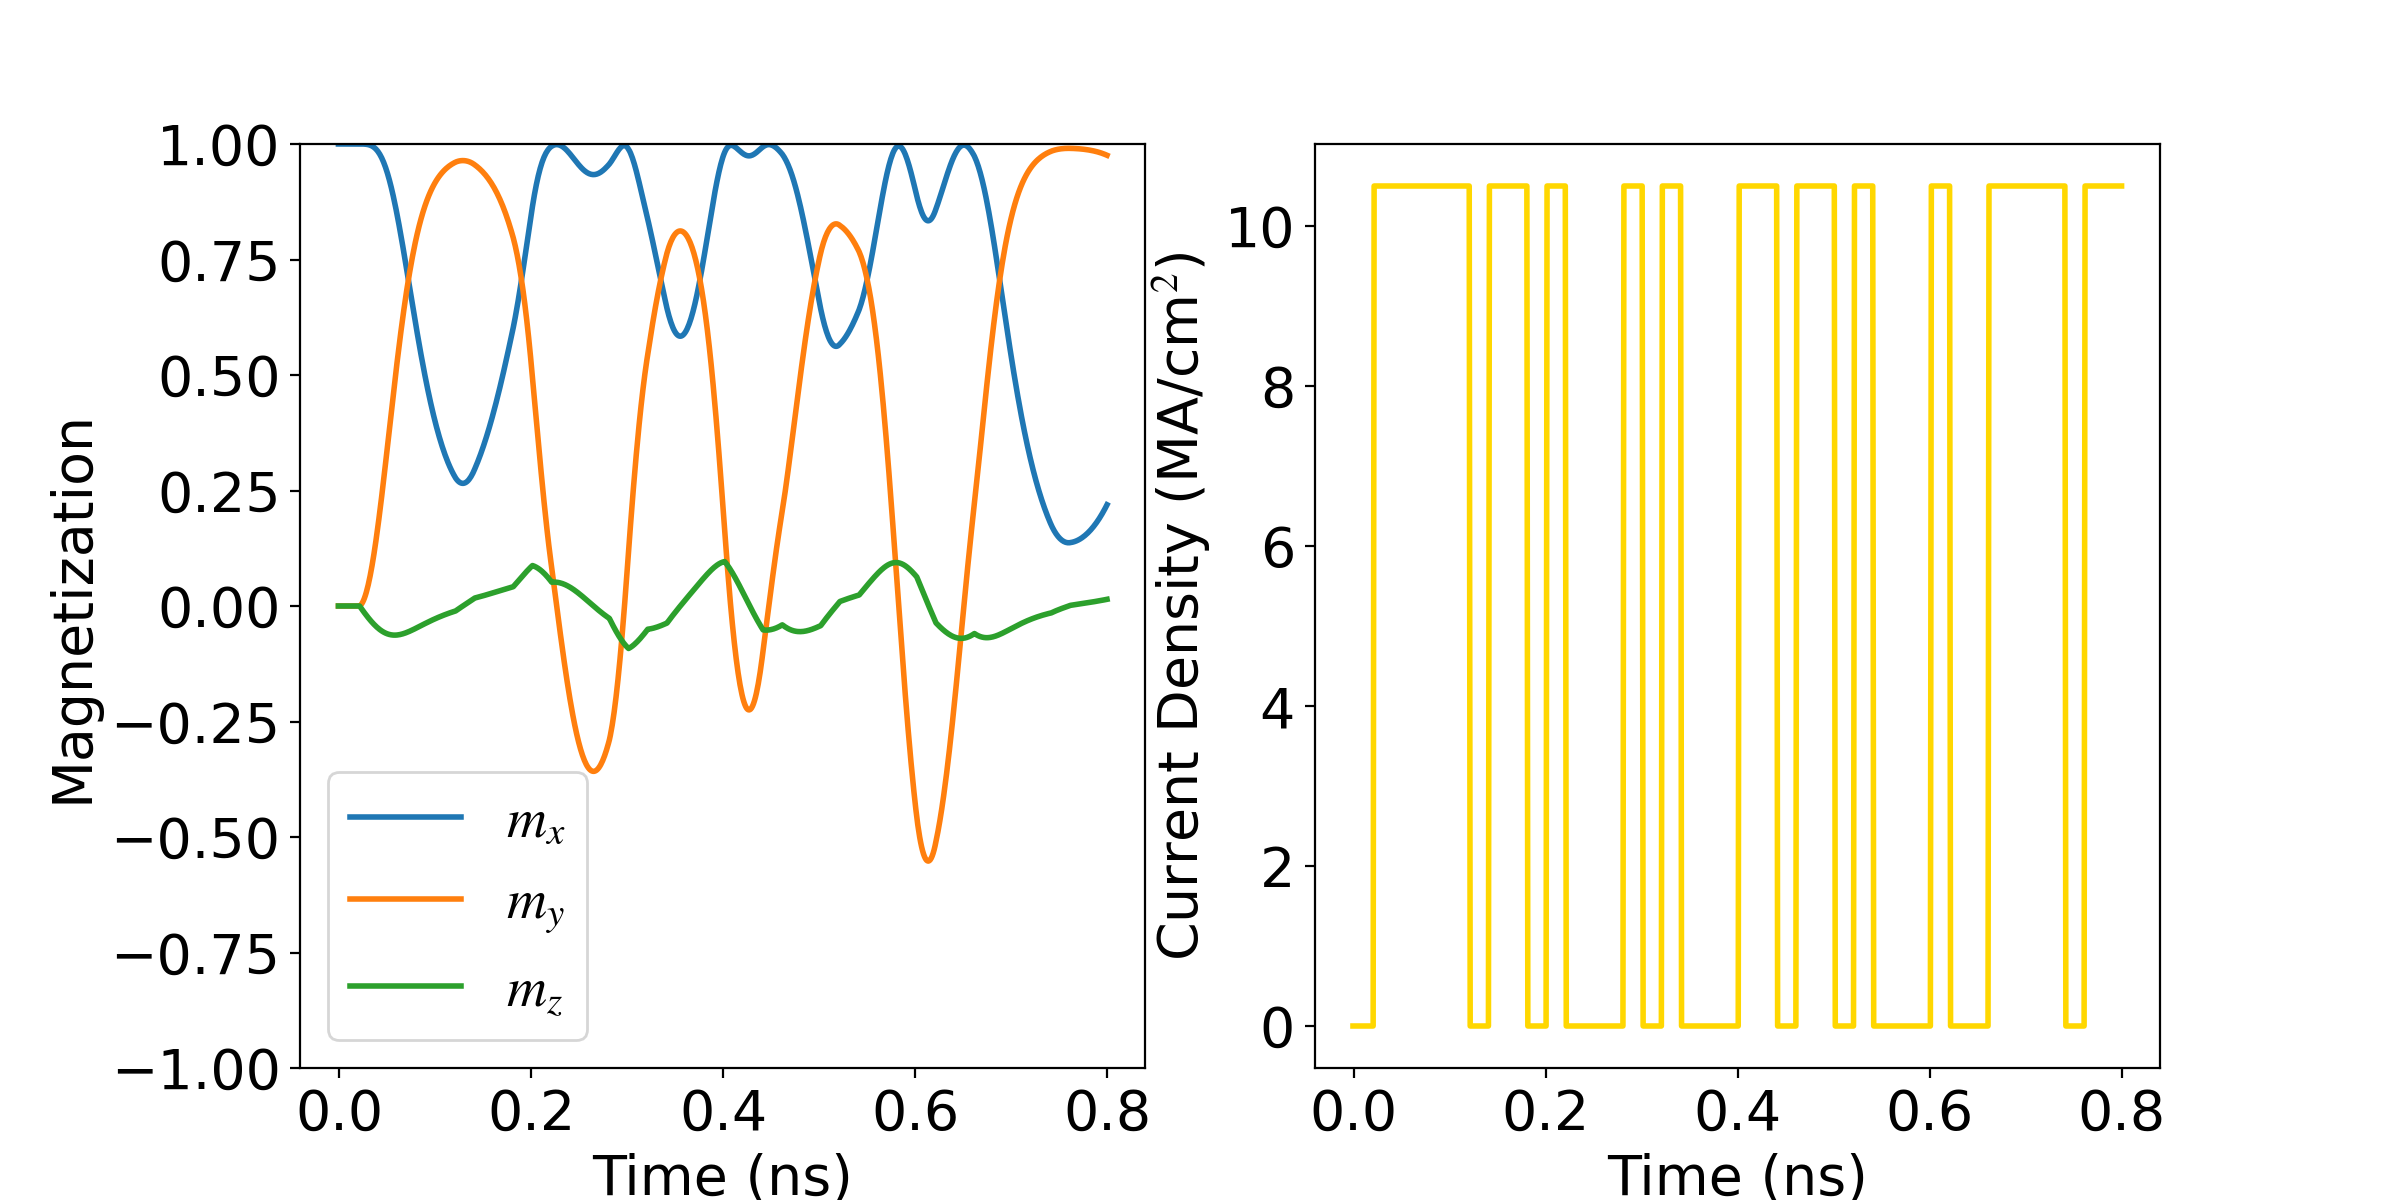 Magnetization
1.00
0.75
0.50
0.25
0.00
−0.25
−0.50
−0.75
−1.00
m_x
m_y
m_z
0.0 0.2 0.4 0.6 0.8
Time (ns)
Current Density (MA/cm²)
10
8
6
4
2
0
0.0 0.2 0.4 0.6 0.8
Time (ns)